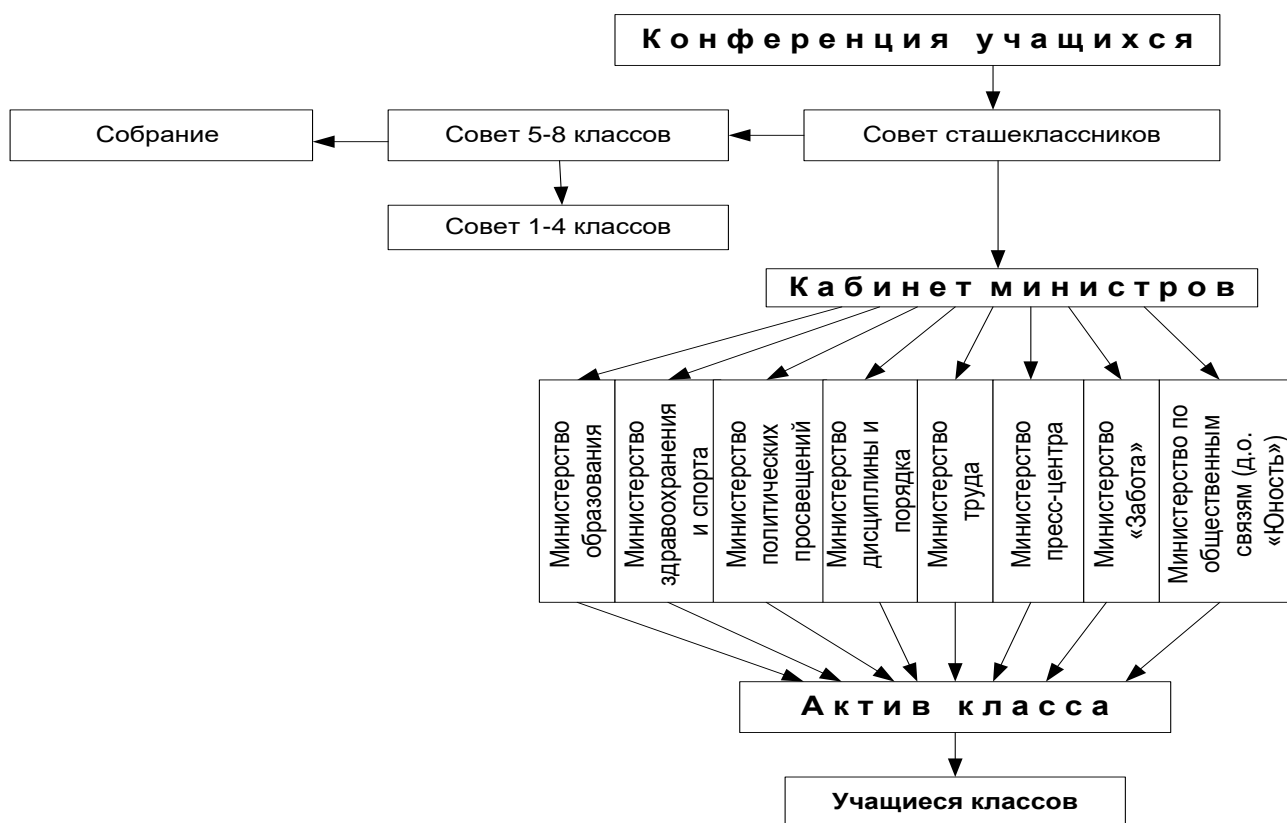 Конференция учащихся
Собрание
Совет 5-8 классов
Совет сташеклассников
Совет 1-4 классов
Кабинет министров
Министерство
образования
Министерство
здравоохранения
и спорта
Министерство
политических
просвещений
Министерство
дисциплины и
порядка
Министерство
труда
Министерство
пресс-центра
Министерство
«Забота»
Министерство по
общественным
связям (д.о.
«Юность»)
Актив класса
Учащиеся классов